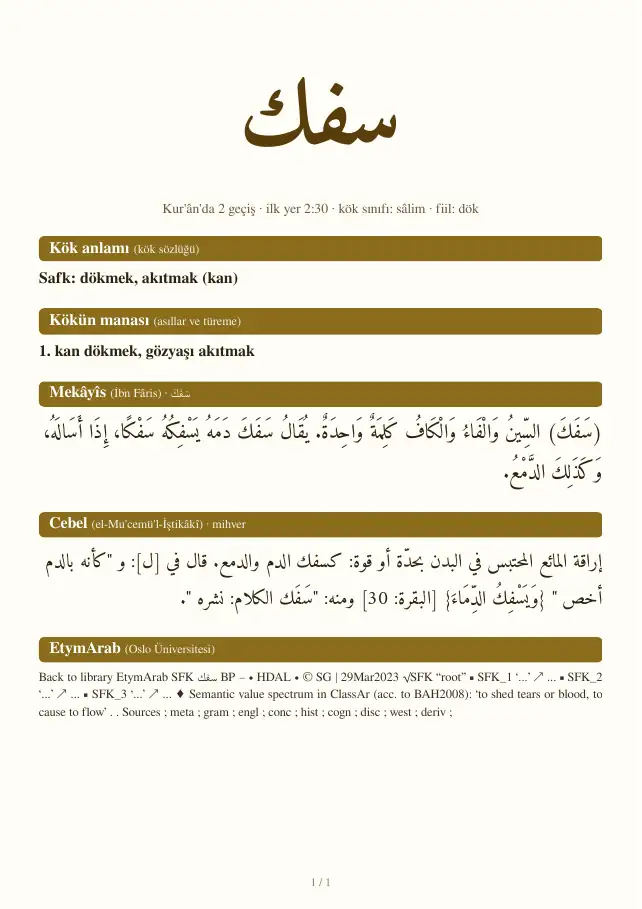 سفك
Kur'ân'da 2 geçiş · ilk yer 2:30 · kök sınıfı: sâlim · fiil: dök
Kök anlamı (kök sözlüğü)
Safk: dökmek, akıtmak (kan)
Kökün manası (asıllar ve türeme)
1. kan dökmek, gözyaşı akıtmak
Mekâyîs (İbn Fâris) · سَفَكَ
(سَفَكَ) السِّينُ وَالْفَاءُ وَالْكَافُ كَلِمَةٌ وَاحِدَةٌ. يُقَالُ سَفَكَ دَمَهُ يَسْفِكُهُ سَفْكًا، إِذَا أَسَالَهُ،
وَكَذَلِكَ الدَّمْعُ.
Cebel (el-Mu'cemü'l-İştikâkī) · mihver
إراقة المائع المحتبس في البدن بحدّة أو قوة: كسفك الدم والدمع. قال في [ل]: و "كأنه بالدم
أخص " {وَيَسْفِكُ الدِّمَاءَ} [البقرة: 30] ومنه: "سَفَك الكلام: نشره ".
EtymArab (Oslo Üniversitesi)
Back to library EtymArab SFK سفك BP – • HDAL • © SG | 29Mar2023 √SFK “root” ▪ SFK_1 ‘...’ ↗ ... ▪ SFK_2
‘...’ ↗ ... ▪ SFK_3 ‘...’ ↗ ... ♦ Semantic value spectrum in ClassAr (acc. to BAH2008): ‘to shed tears or blood, to
cause to flow’ . . Sources ; meta ; gram ; engl ; conc ; hist ; cogn ; disc ; west ; deriv ;
1 / 1